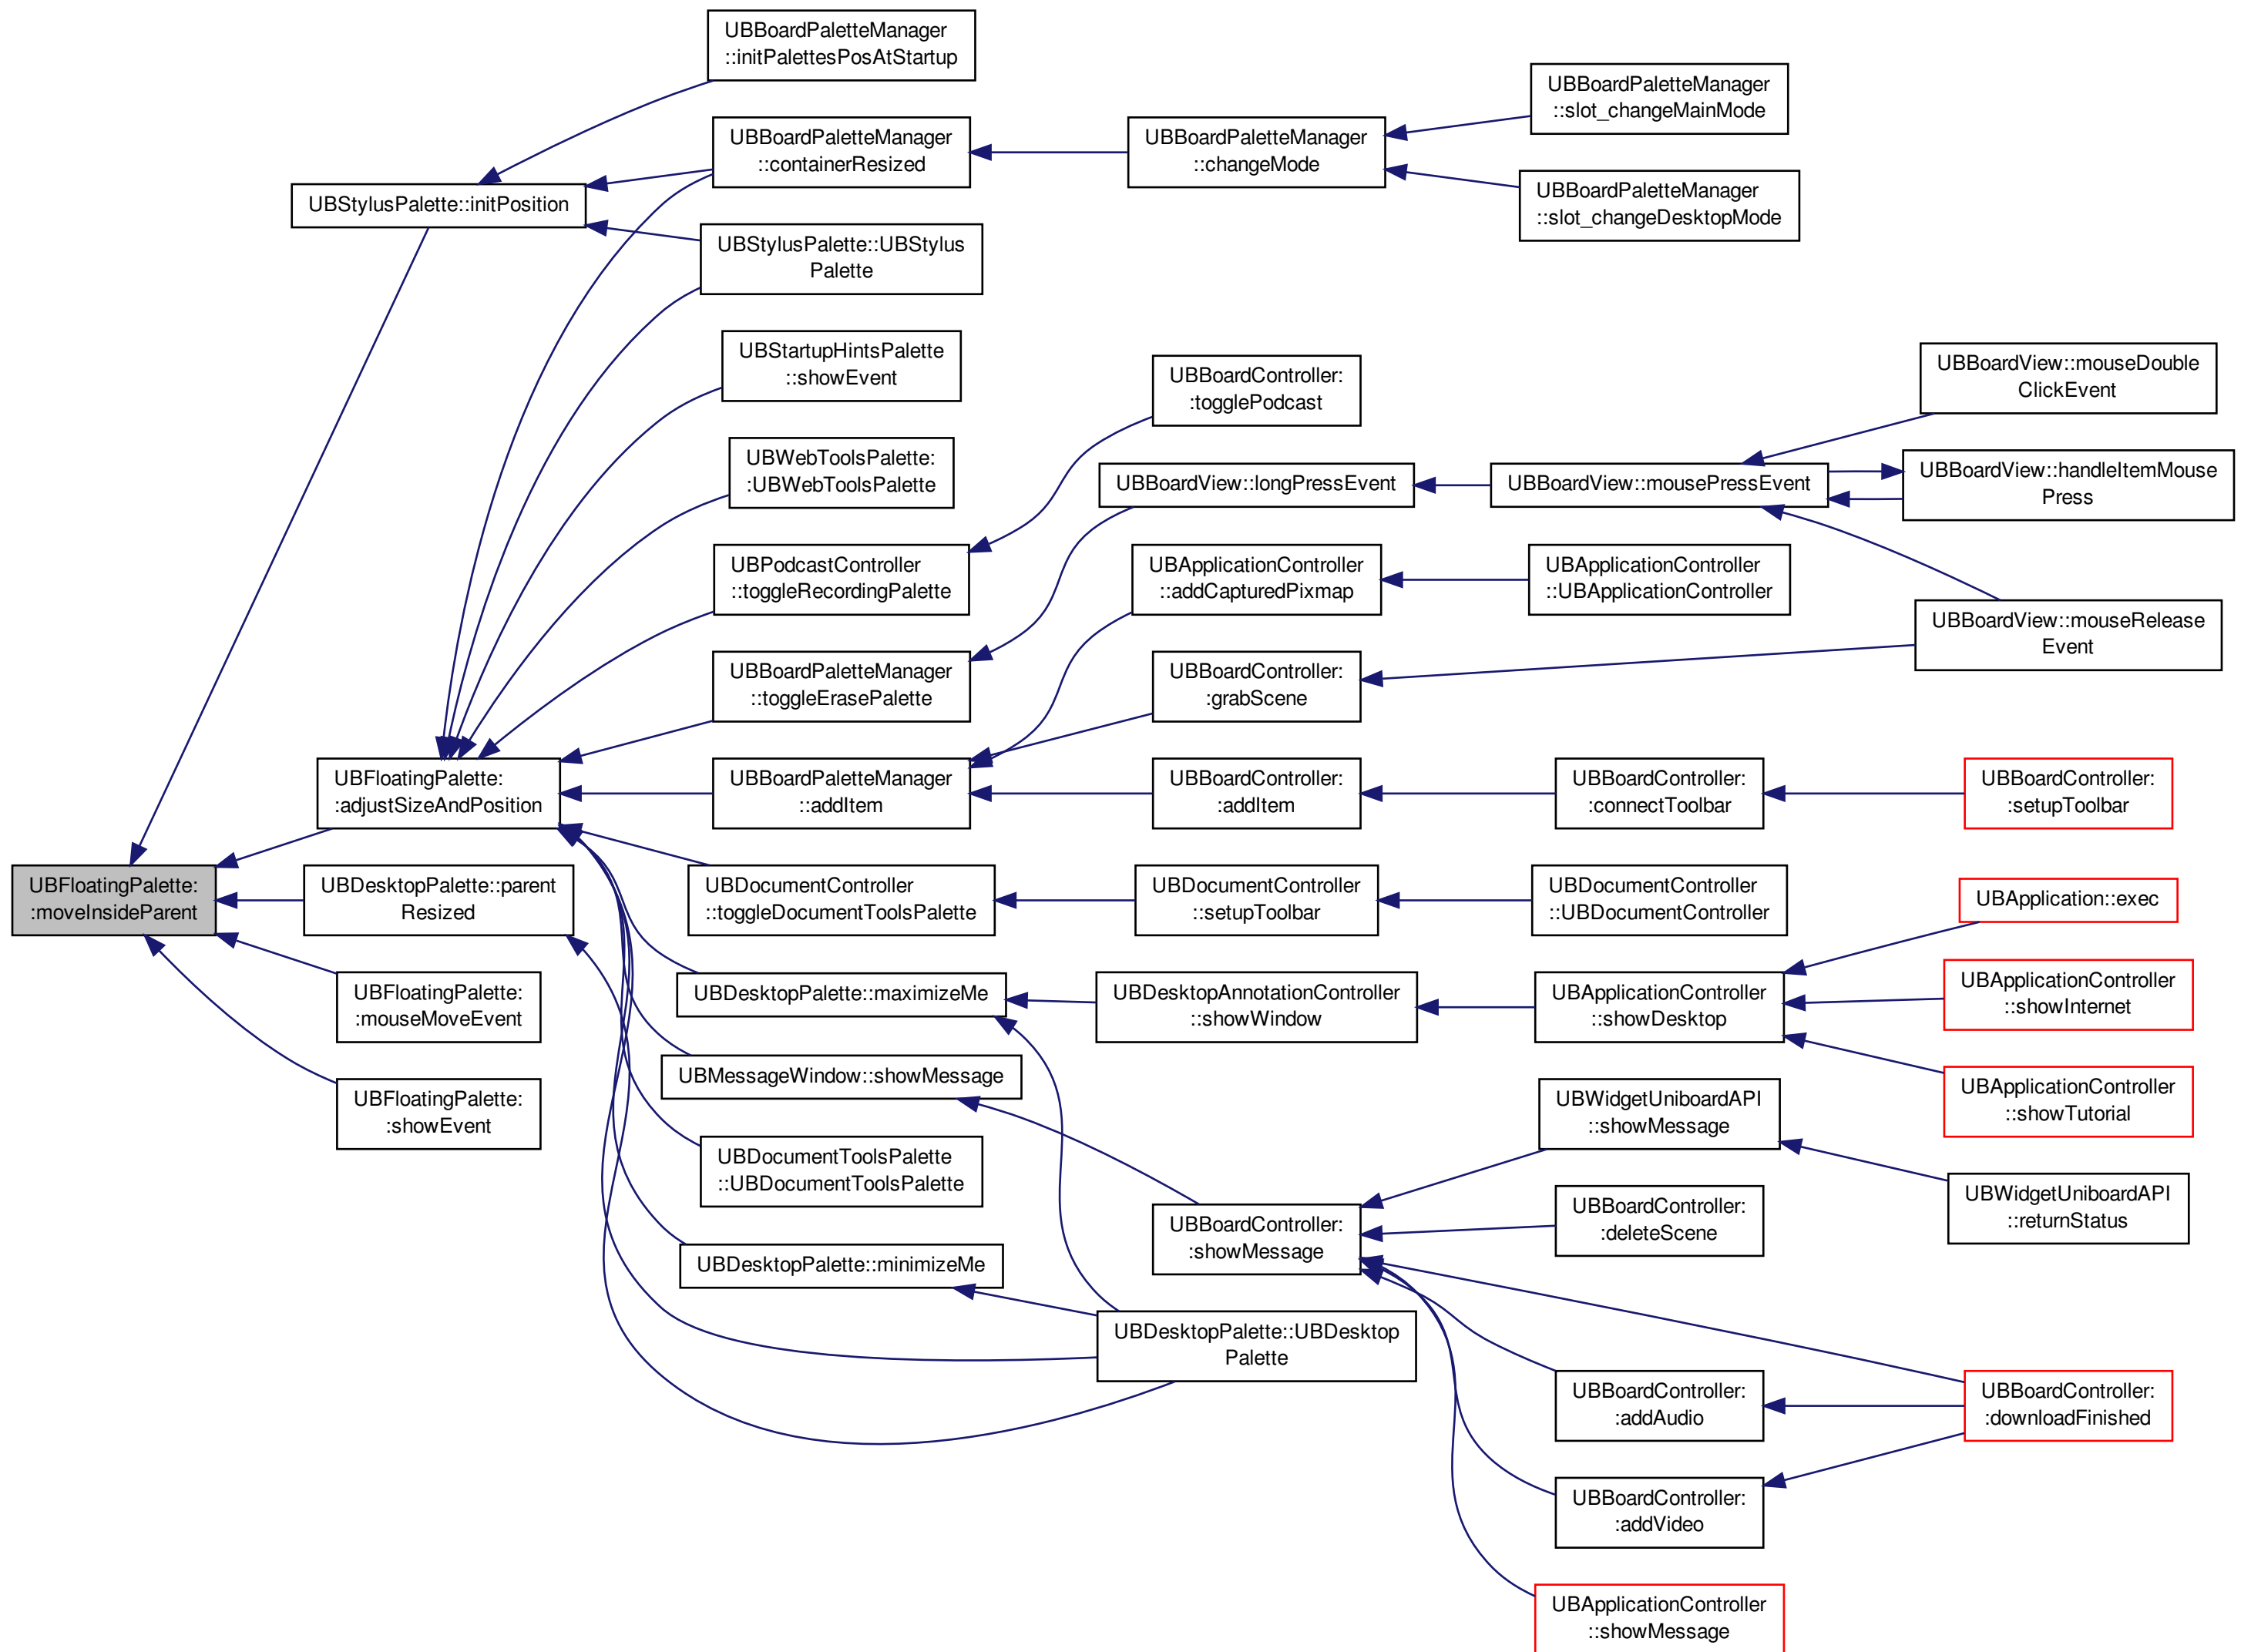 UBBoardPaletteManager
::initPalettesPosAtStartup
UBBoardPaletteManager
::slot_changeMainMode
UBBoardPaletteManager
::containerResized
UBBoardPaletteManager
::changeMode
UBBoardPaletteManager
::slot_changeDesktopMode
UBStylusPalette::initPosition
UBStylusPalette::UBStylus
Palette
UBStartupHintsPalette
::showEvent
UBBoardController:
:togglePodcast
UBBoardView::mouseDouble
ClickEvent
UBWebToolsPalette:
:UBWebToolsPalette
UBBoardView::longPressEvent
UBBoardView::mousePressEvent
UBBoardView::handleItemMouse
Press
UBPodcastController
::toggleRecordingPalette
UBApplicationController
::addCapturedPixmap
UBApplicationController
::UBApplicationController
UBBoardView::mouseRelease
Event
UBBoardPaletteManager
::toggleErasePalette
UBBoardController:
:grabScene
UBFloatingPalette:
:adjustSizeAndPosition
UBBoardPaletteManager
::addItem
UBBoardController:
:addItem
UBBoardController:
:connectToolbar
UBBoardController:
:setupToolbar
UBFloatingPalette:
:moveInsideParent
UBDesktopPalette::parent
Resized
UBDocumentController
::toggleDocumentToolsPalette
UBDocumentController
::setupToolbar
UBDocumentController
::UBDocumentController
UBApplication::exec
UBFloatingPalette:
:mouseMoveEvent
UBDesktopPalette::maximizeMe
UBDesktopAnnotationController
::showWindow
UBApplicationController
::showDesktop
UBApplicationController
::showInternet
UBFloatingPalette:
:showEvent
UBMessageWindow::showMessage
UBWidgetUniboardAPI
::showMessage
UBApplicationController
::showTutorial
UBDocumentToolsPalette
::UBDocumentToolsPalette
UBBoardController:
:showMessage
UBBoardController:
:deleteScene
UBWidgetUniboardAPI
::returnStatus
UBDesktopPalette::minimizeMe
UBDesktopPalette::UBDesktop
Palette
UBBoardController:
:addAudio
UBBoardController:
:downloadFinished
UBBoardController:
:addVideo
UBApplicationController
::showMessage